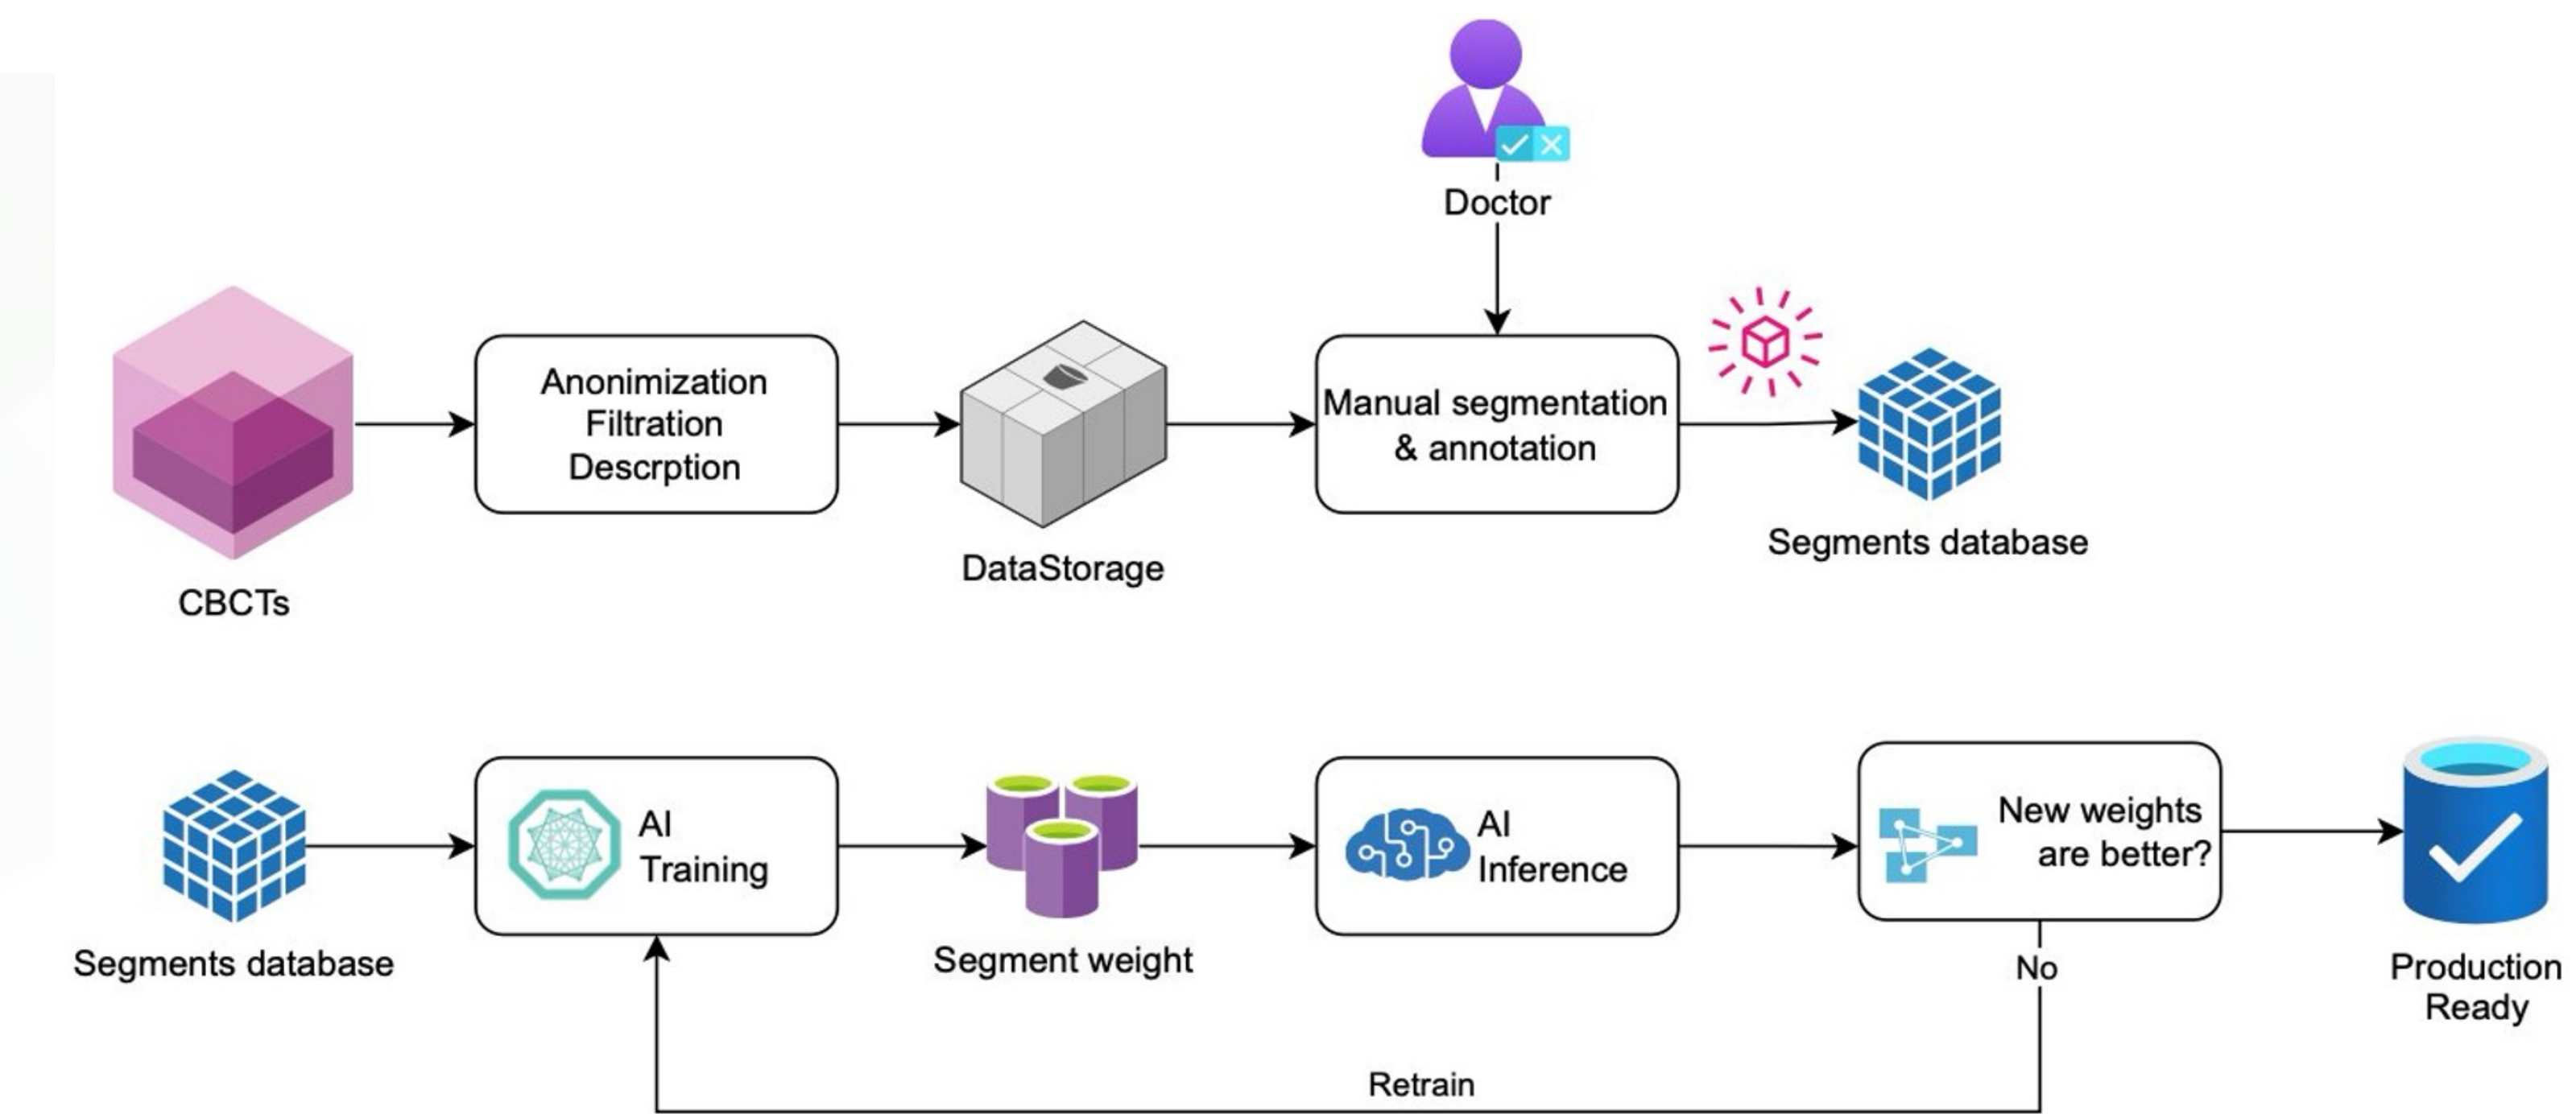 Doctor
Anonimization
Filtration
Descrption
Manual segmentation
& annotation
CBCTs
DataStorage
Segments database
AI
Training
AI
Inference
New weights
are better?
Segments database
Segment weight
No
Production
Ready
Retrain